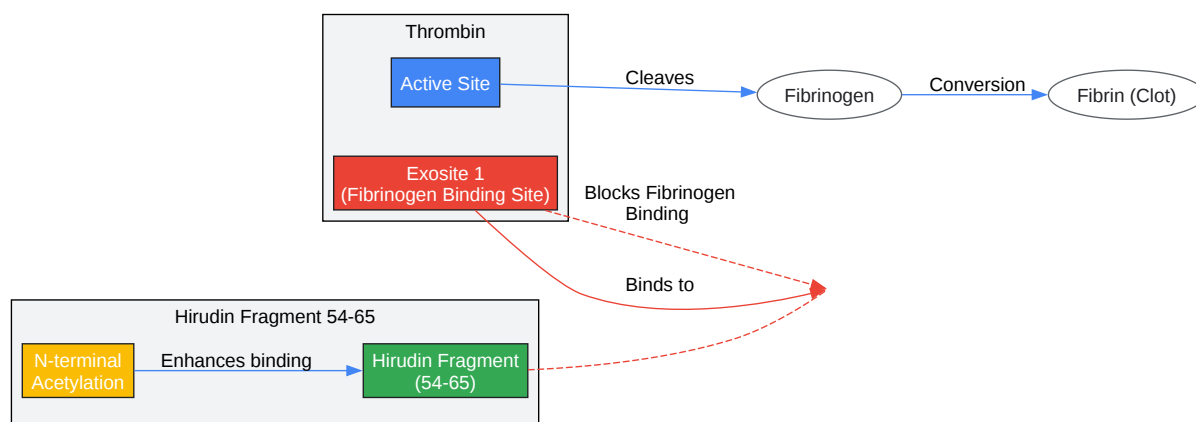 Thrombin
Active Site
Cleaves
Fibrinogen
Conversion
Fibrin (Clot)
Exosite 1
(Fibrinogen Binding Site)
Blocks Fibrinogen
Binding
Binds to
Hirudin Fragment 54-65
N-terminal
Acetylation
Enhances binding
Hirudin Fragment
(54-65)